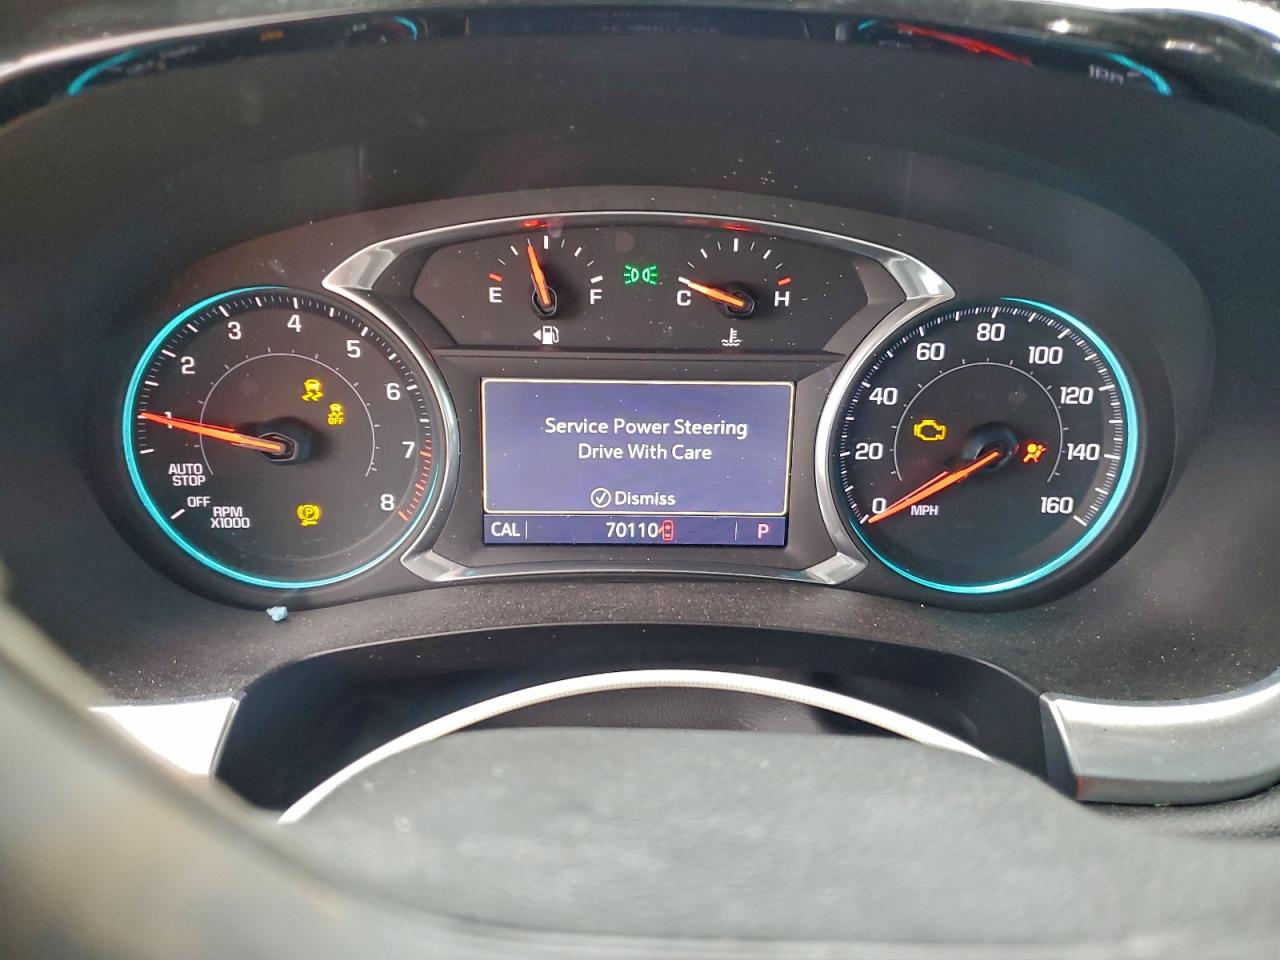 E F
C H
1 2 3 4 5 6 7 8
AUTO
STOP
OFF
RPM
X1000
OFF
P
Service Power Steering
Drive With Care
Dismiss
CAL 70110 P
0 20 40 60 80 100 120 140 160
MPH